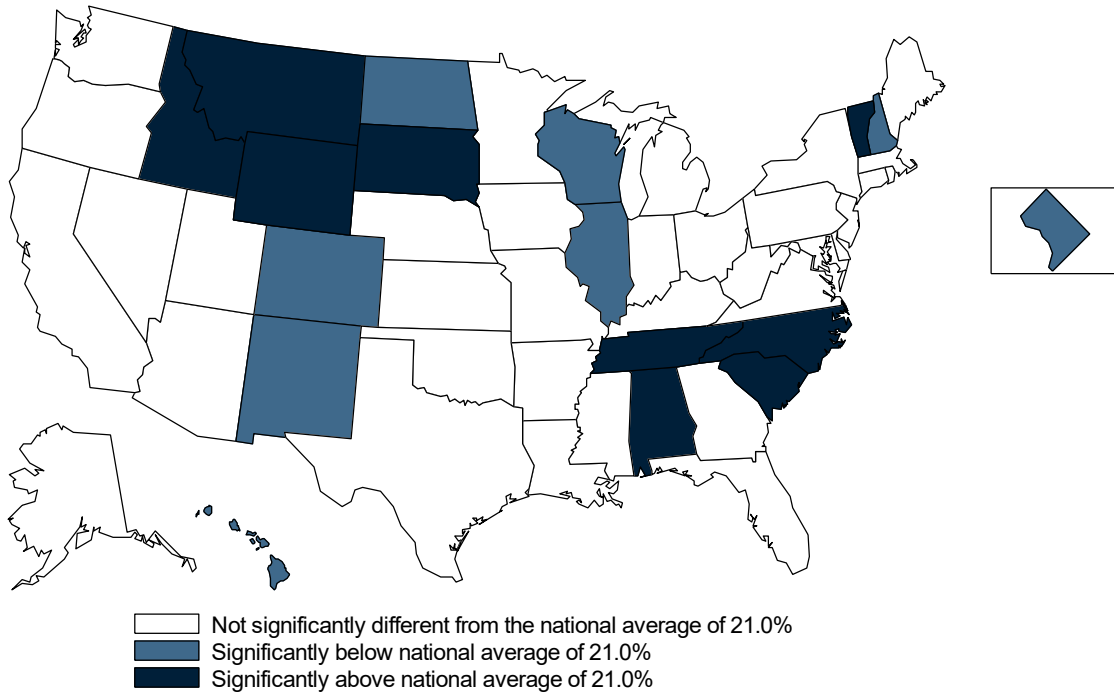 Not significantly different from the national average of 21.0%
Significantly below national average of 21.0%
Significantly above national average of 21.0%